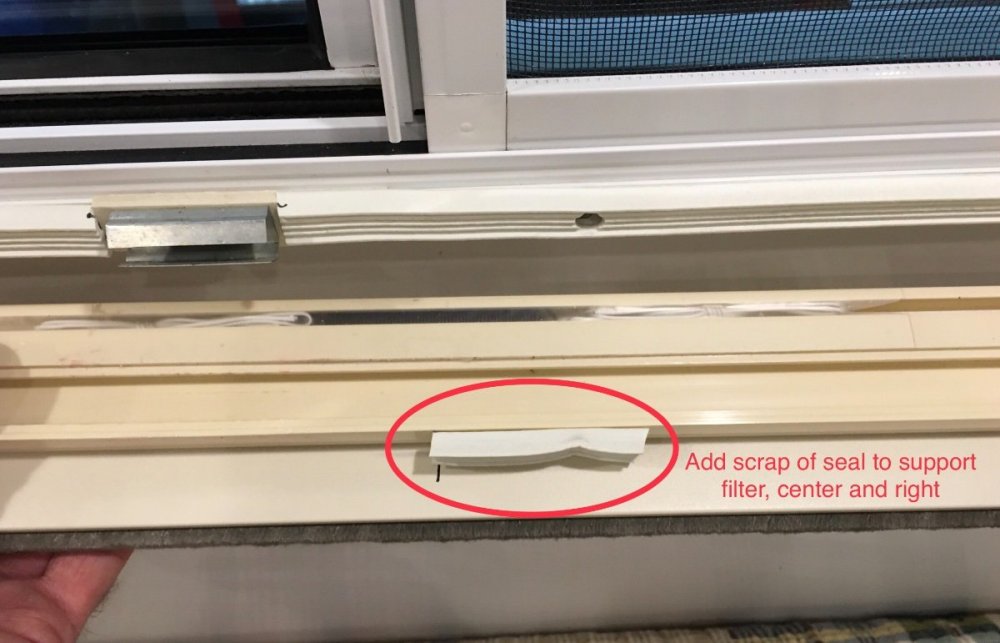 Add scrap of seal to support
filter, center and right